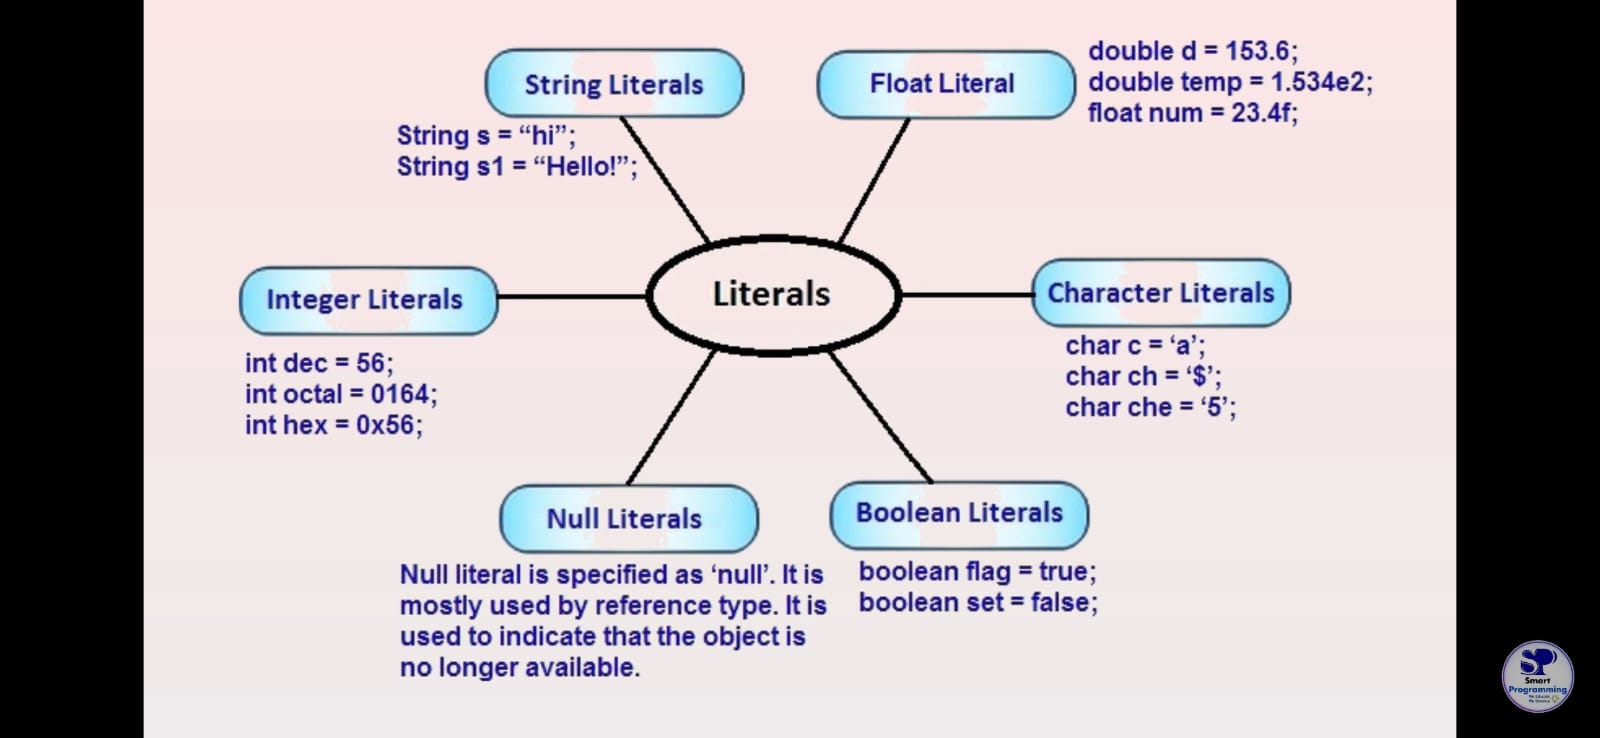 String Literals
String s = “hi”;
String s1 = “Hello!”;
Float Literal
double d = 153.6;
double temp = 1.534e2;
float num = 23.4f;
Literals
Integer Literals
int dec = 56;
int octal = 0164;
int hex = 0x56;
Character Literals
char c = ‘a’;
char ch = ‘$’;
char che = ‘5’;
Null Literals
Null literal is specified as ‘null’. It is
mostly used by reference type. It is
used to indicate that the object is
no longer available.
Boolean Literals
boolean flag = true;
boolean set = false;
SP
Smart
Programming